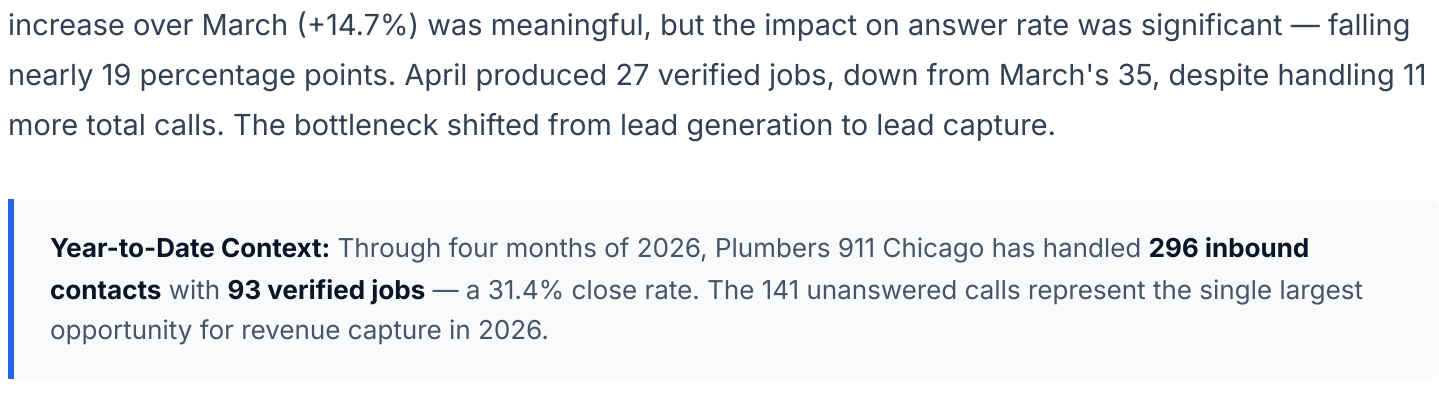 increase over March (+14.7%) was meaningful, but the impact on answer rate was significant — falling
nearly 19 percentage points. April produced 27 verified jobs, down from March's 35, despite handling 11
more total calls. The bottleneck shifted from lead generation to lead capture.
Year-to-Date Context: Through four months of 2026, Plumbers 911 Chicago has handled 296 inbound
contacts with 93 verified jobs — a 31.4% close rate. The 141 unanswered calls represent the single largest
opportunity for revenue capture in 2026.